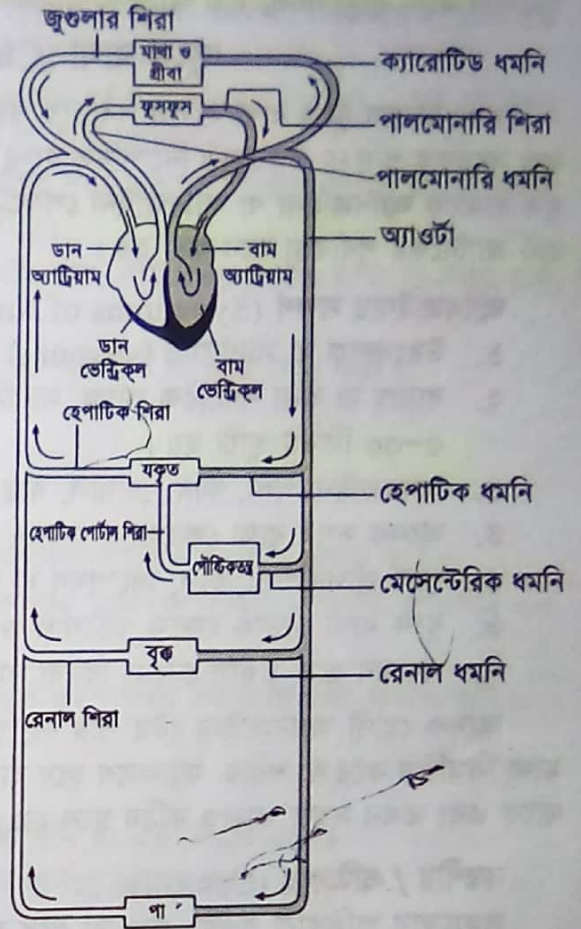 জুগুলার শিরা
মাথা ও
গ্রীবা
ক্যারোটিড ধমনি
ফুসফুস
পালমোনারি শিরা
পালমোনারি ধমনি
অ্যাওর্টা
ডান
অ্যাট্রিয়াম
বাম
অ্যাট্রিয়াম
ডান
ভেন্ট্রিকল
বাম
ভেন্ট্রিকল
হেপাটিক শিরা
যকৃত
হেপাটিক ধমনি
হেপাটিক পোর্টাল শিরা
পৌষ্টিকতন্ত্র
মেসেন্টেরিক ধমনি
বৃক্ক
রেনাল ধমনি
রেনাল শিরা
পা